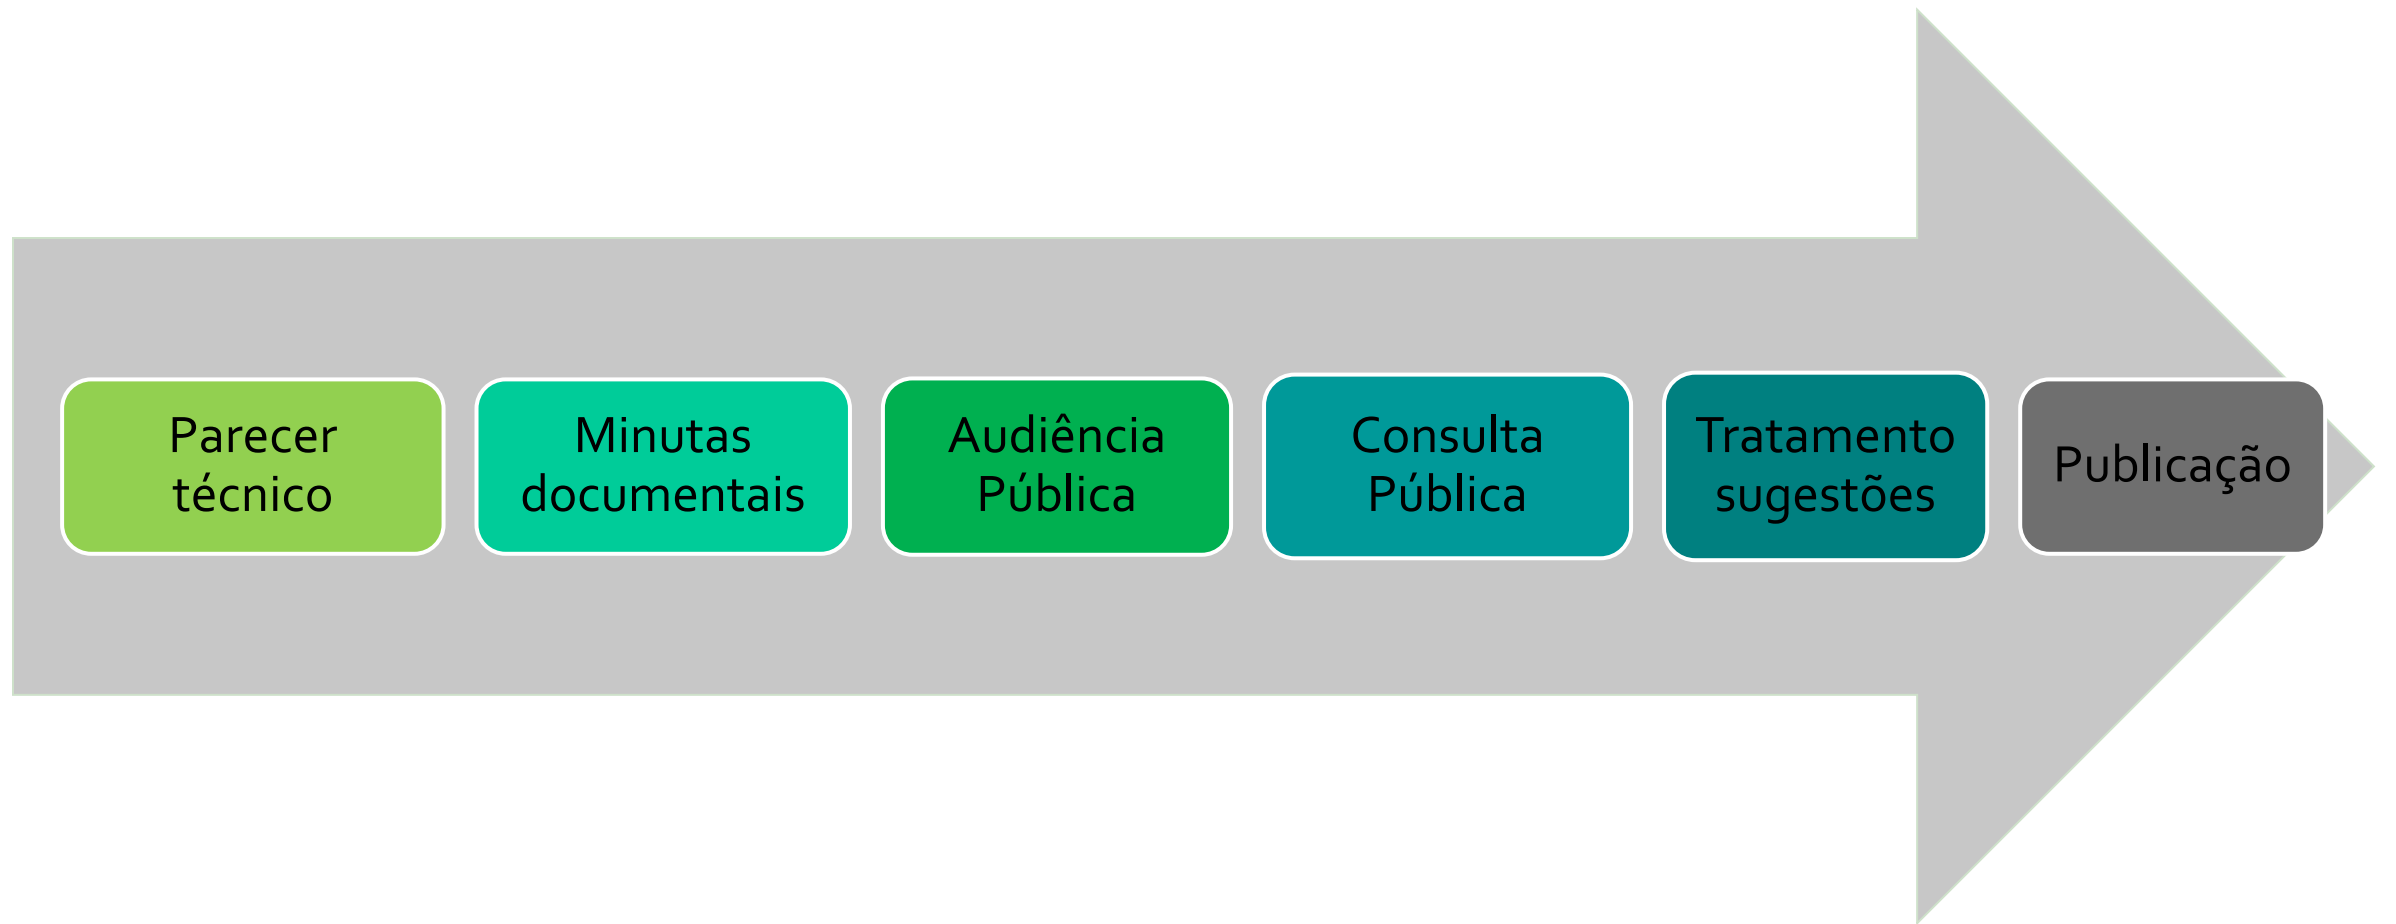 Parecer
técnico
Minutas
documentais
Audiência
Pública
Consulta
Pública
Tratamento
sugestões
Publicação